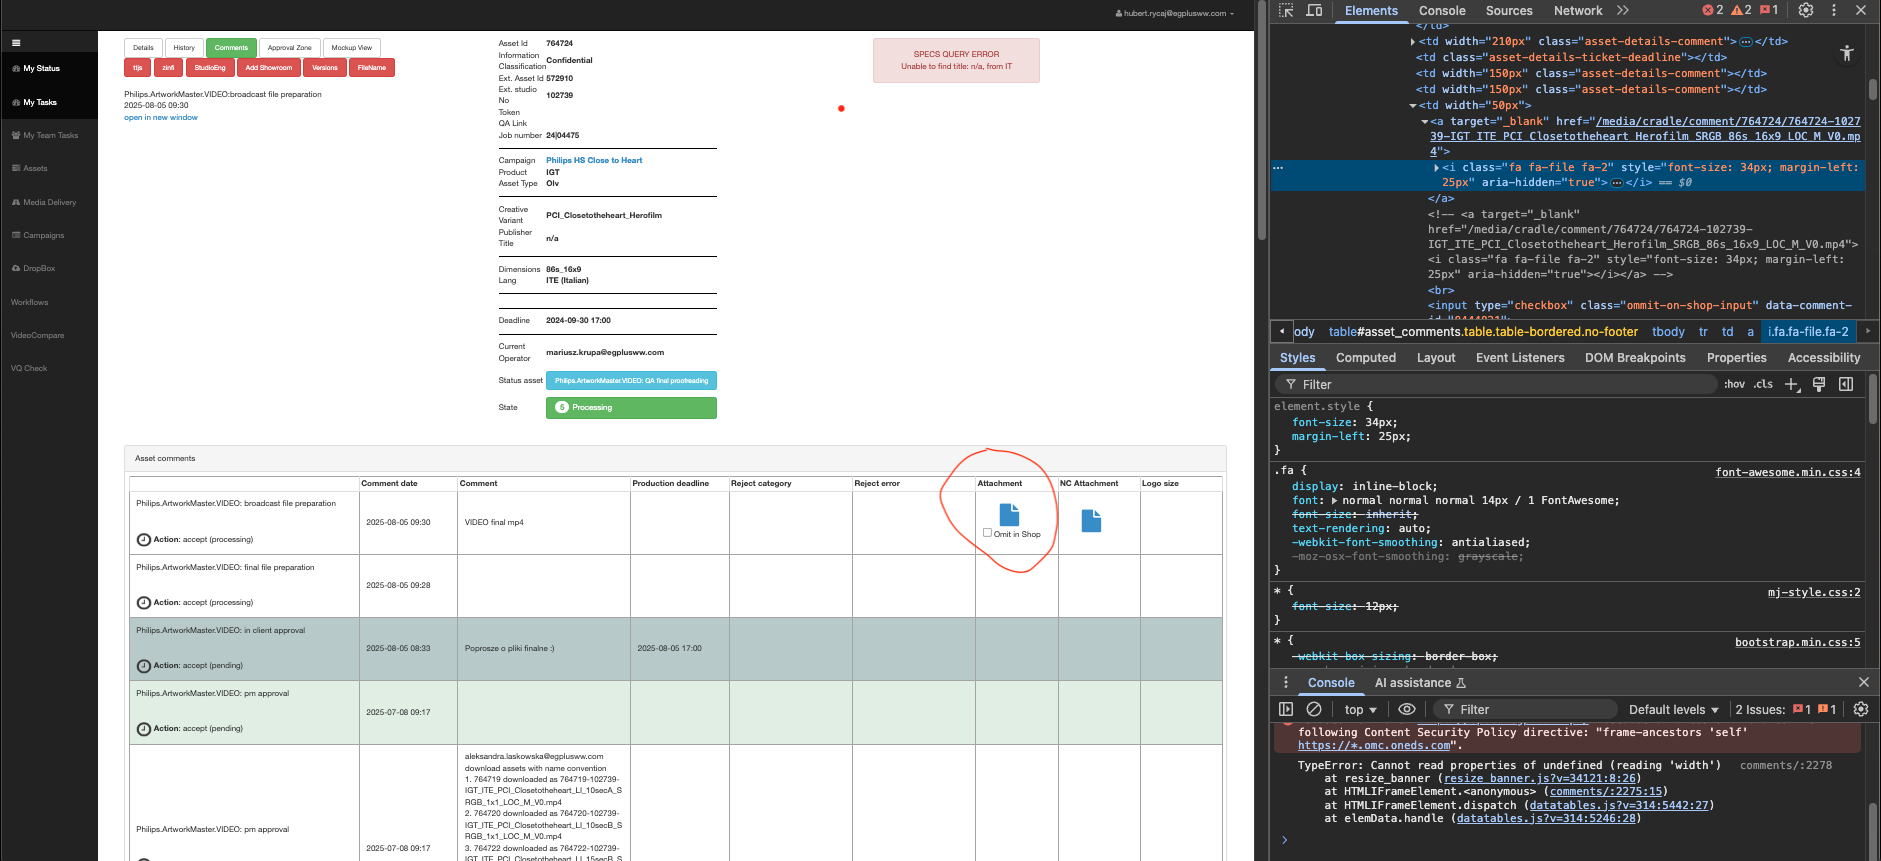 hubert.rycaj@egplusww.com
My Status
My Tasks
My Team Tasks
Assets
Media Delivery
Campaigns
DropBox
Workflows
VideoCompare
VQ Check
Details
History
Comments
Approval Zone
Mockup View
ttjs
zinfi
StudioEng
Add Showroom
Versions
FileName
Philips.ArtworkMaster.VIDEO:broadcast file preparation
2025-08-05 09:30
open in new window
Asset Id 764724
Information Classification Confidential
Ext. Asset Id 572910
Ext. studio No 102739
Token
QA Link
Job number 24|04475
Campaign Philips HS Close to Heart
Product IGT
Asset Type Olv
Creative Variant PCI_Closetotheheart_Herofilm
Publisher Title n/a
Dimensions 86s_16x9
Lang ITE (Italian)
Deadline 2024-09-30 17:00
Current Operator mariusz.krupa@egplusww.com
Status asset Philips.ArtworkMaster.VIDEO: QA final proofreading
State 5 Processing
SPECS QUERY ERROR
Unable to find title: n/a, from IT
Asset comments
Comment date Comment Production deadline Reject category Reject error Attachment NC Attachment Logo size
Philips.ArtworkMaster.VIDEO: broadcast file preparation
Action: accept (processing)
2025-08-05 09:30
VIDEO final mp4
Omit in Shop
Philips.ArtworkMaster.VIDEO: final file preparation
Action: accept (processing)
2025-08-05 09:28
Philips.ArtworkMaster.VIDEO: in client approval
Action: accept (pending)
2025-08-05 08:33
Poprosze o pliki finalne :)
2025-08-05 17:00
Philips.ArtworkMaster.VIDEO: pm approval
Action: accept (pending)
2025-07-08 09:17
Philips.ArtworkMaster.VIDEO: pm approval
2025-07-08 09:17
aleksandra.laskowska@egplusww.com
download assets with name convention
1. 764719 downloaded as 764719-102739-
IGT_ITE_PCI_Closetotheheart_LI_10secA_S
RGB_1x1_LOC_M_V0.mp4
2. 764720 downloaded as 764720-102739-
IGT_ITE_PCI_Closetotheheart_LI_10secB_S
RGB_1x1_LOC_M_V0.mp4
3. 764722 downloaded as 764722-102739-
IGT_ITE_PCI_Closetotheheart_LI_15secB_S
Elements Console Sources Network 2 2 1
</td>
<td width="210px" class="asset-details-comment">…</td>
<td class="asset-details-ticket-deadline"></td>
<td width="150px" class="asset-details-comment"></td>
<td width="150px" class="asset-details-comment"></td>
<td width="50px">
<a target="_blank" href="/media/cradle/comment/764724/764724-1027
39-IGT_ITE_PCI_Closetotheheart_Herofilm_SRGB_86s_16x9_LOC_M_V0.mp
4">
<i class="fa fa-file fa-2" style="font-size: 34px; margin-left:
25px" aria-hidden="true">…</i> == $0
</a>
<!-- <a target="_blank"
href="/media/cradle/comment/764724/764724-102739-
IGT_ITE_PCI_Closetotheheart_Herofilm_SRGB_86s_16x9_LOC_M_V0.mp4">
<i class="fa fa-file fa-2" style="font-size: 34px; margin-left:
25px" aria-hidden="true"></i></a> -->
<br>
<input type="checkbox" class="ommit-on-shop-input" data-comment-
ody table#asset_comments.table.table-bordered.no-footer tbody tr td a i.fa.fa-file.fa-2
Styles Computed Layout Event Listeners DOM Breakpoints Properties Accessibility
Filter :hov .cls
element.style {
font-size: 34px;
margin-left: 25px;
}
.fa { font-awesome.min.css:4
display: inline-block;
font: normal normal normal 14px / 1 FontAwesome;
font-size: inherit;
text-rendering: auto;
-webkit-font-smoothing: antialiased;
-moz-osx-font-smoothing: grayscale;
}
* { mj-style.css:2
font-size: 12px;
}
* { bootstrap.min.css:5
-webkit-box-sizing: border-box;
Console AI assistance
top Filter Default levels 2 Issues: 1 1
following Content Security Policy directive: "frame-ancestors 'self'
https://*.omc.oneds.com".
TypeError: Cannot read properties of undefined (reading 'width') comments/:2278
at resize_banner (resize_banner.js?v=34121:8:26)
at HTMLIFrameElement.<anonymous> (comments/:2275:15)
at HTMLIFrameElement.dispatch (datatables.js?v=314:5442:27)
at elemData.handle (datatables.js?v=314:5246:28)